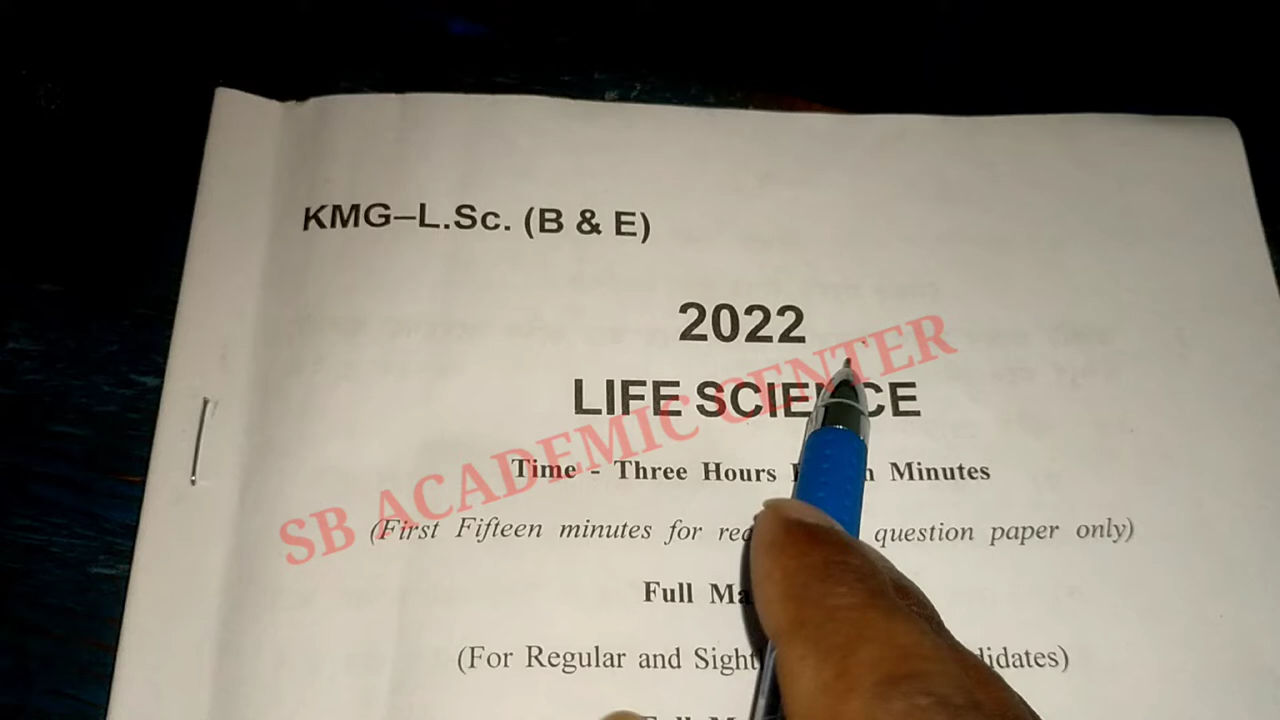 KMG–L.Sc. (B & E)
2022
LIFE SCIENCE
SB ACADEMIC CENTER
Time - Three Hours Minutes
(First Fifteen minutes for question paper only)
Full
(For Regular and